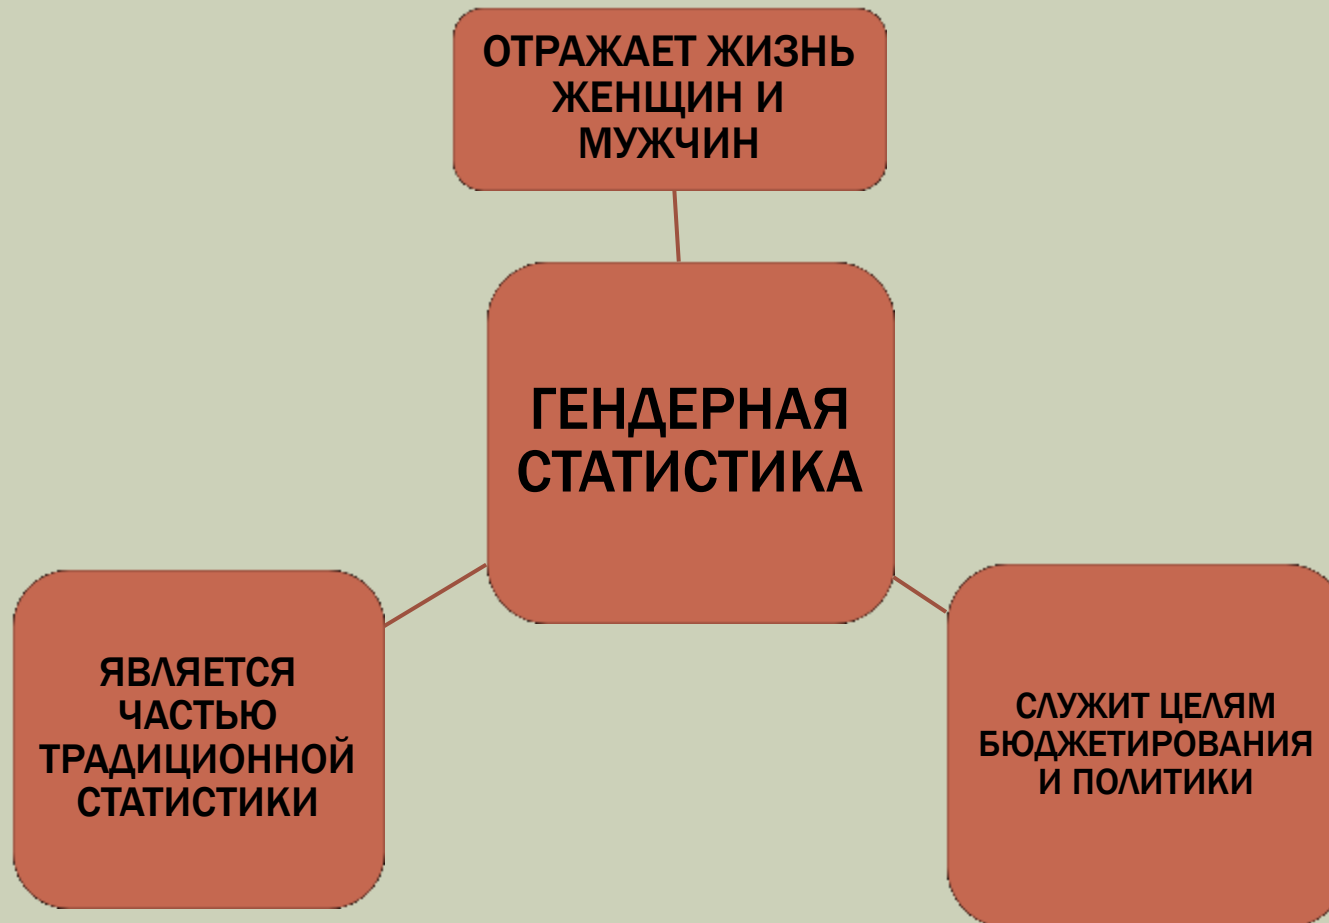 ОТРАЖАЕТ ЖИЗНЬ
ЖЕНЩИН И
МУЖЧИН
ГЕНДЕРНАЯ
СТАТИСТИКА
ЯВЛЯЕТСЯ
ЧАСТЬЮ
ТРАДИЦИОННОЙ
СТАТИСТИКИ
СЛУЖИТ ЦЕЛЯМ
БЮДЖЕТИРОВАНИЯ
И ПОЛИТИКИ